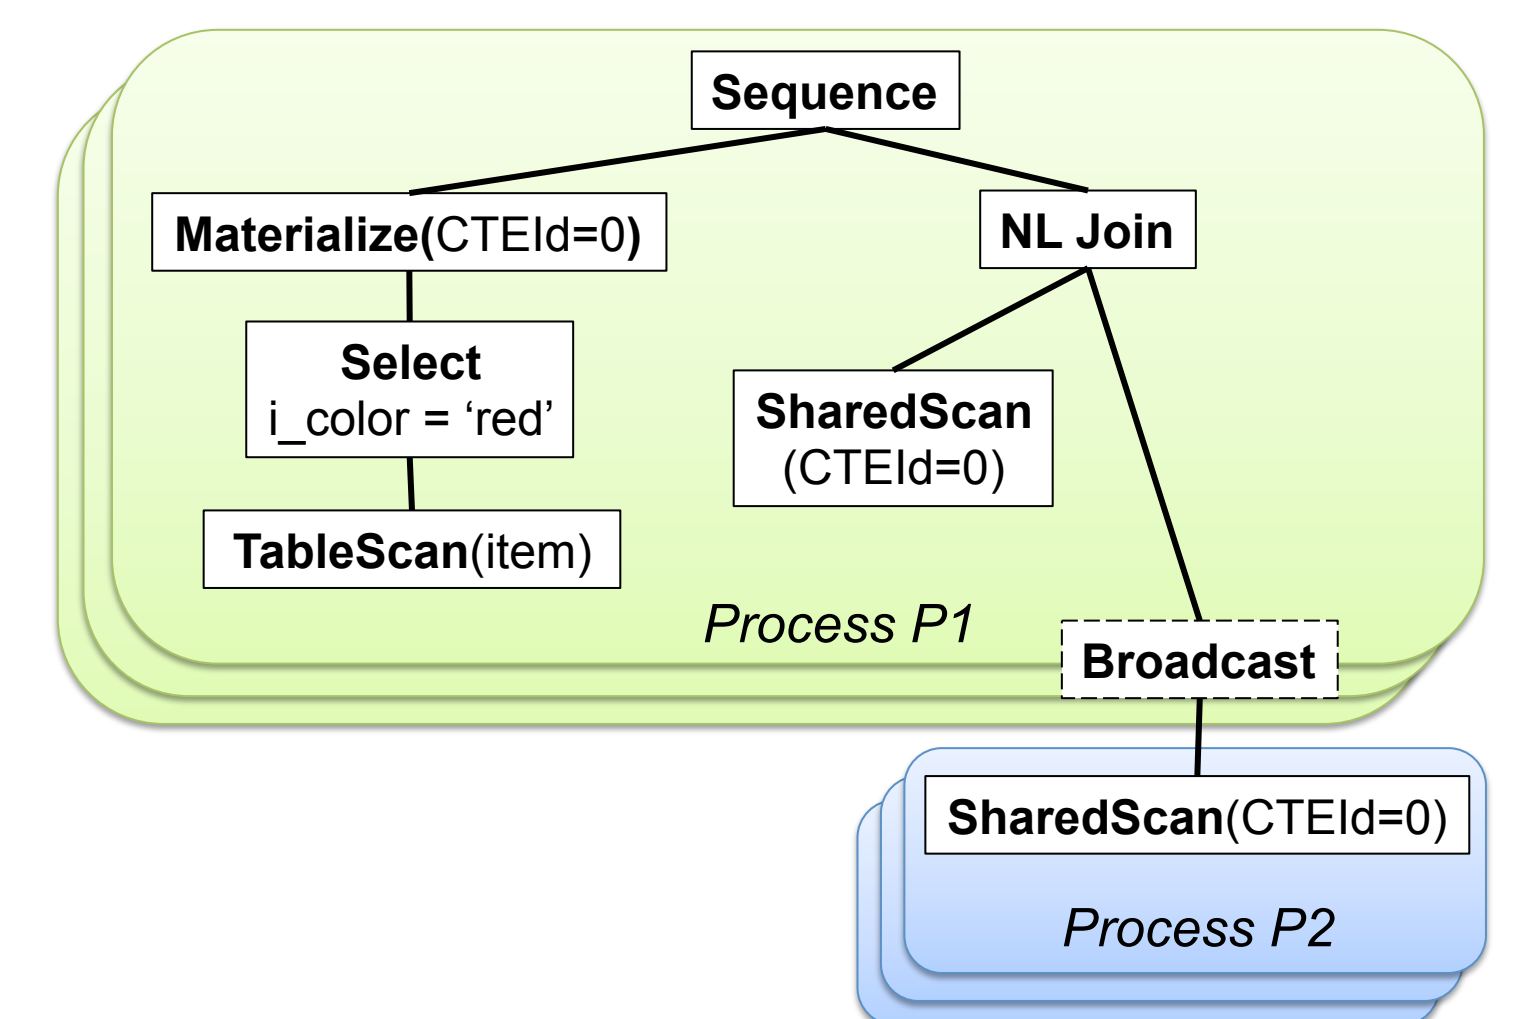 Sequence
Materialize(CTEId=0)
NL Join
Select
i_color = ‘red’
SharedScan
(CTEId=0)
TableScan(item)
Process P1
Broadcast
SharedScan(CTEId=0)
Process P2